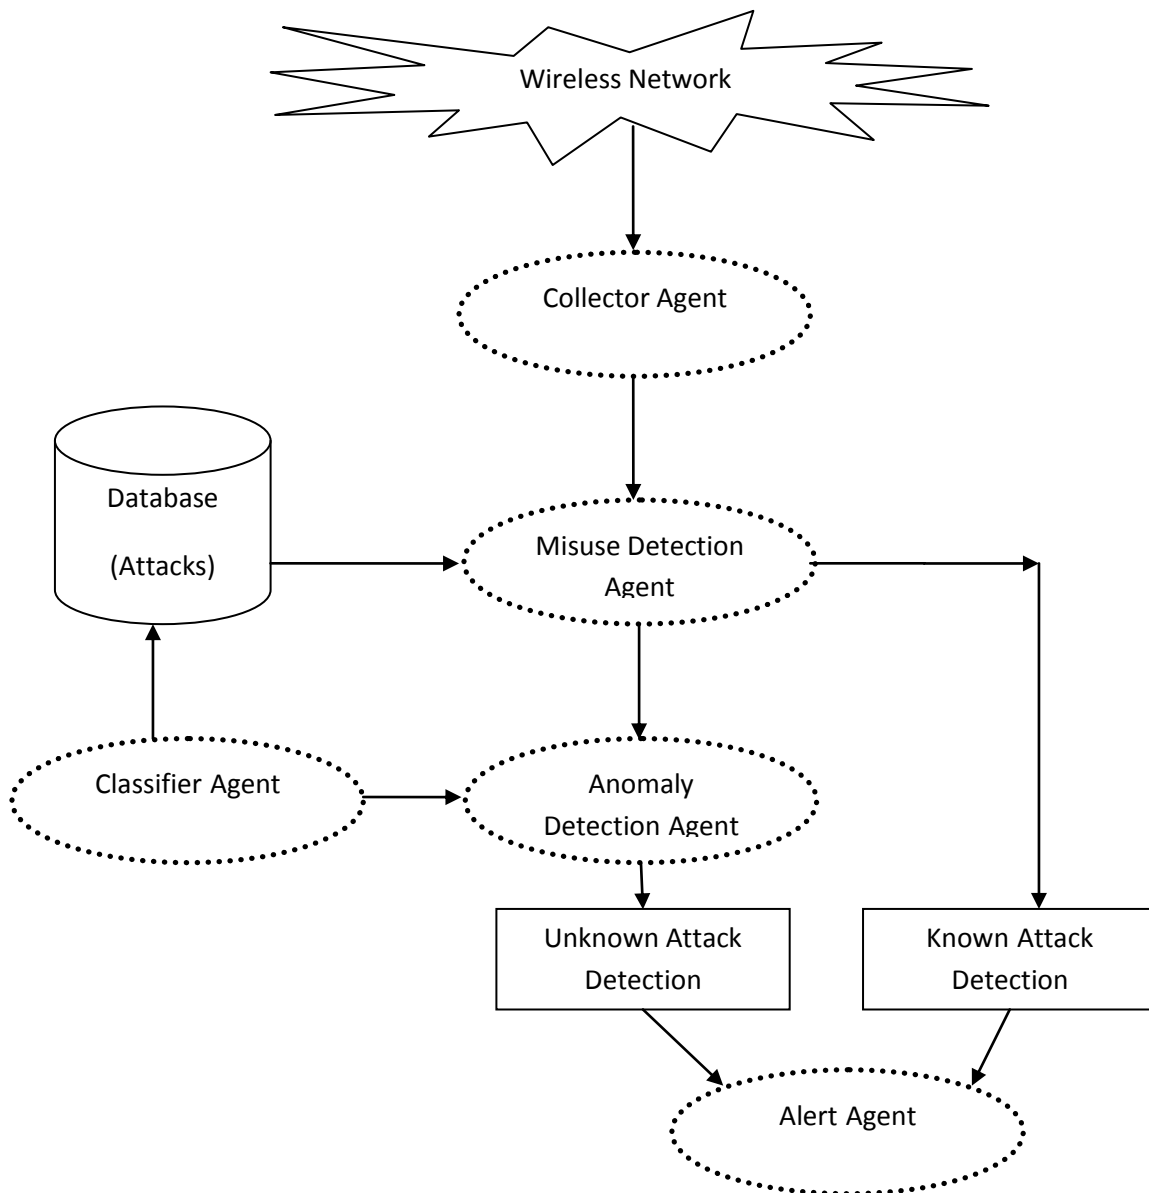 Wireless Network
Collector Agent
Database
(Attacks)
Misuse Detection
Agent
Classifier Agent
Anomaly
Detection Agent
Unknown Attack
Detection
Known Attack
Detection
Alert Agent